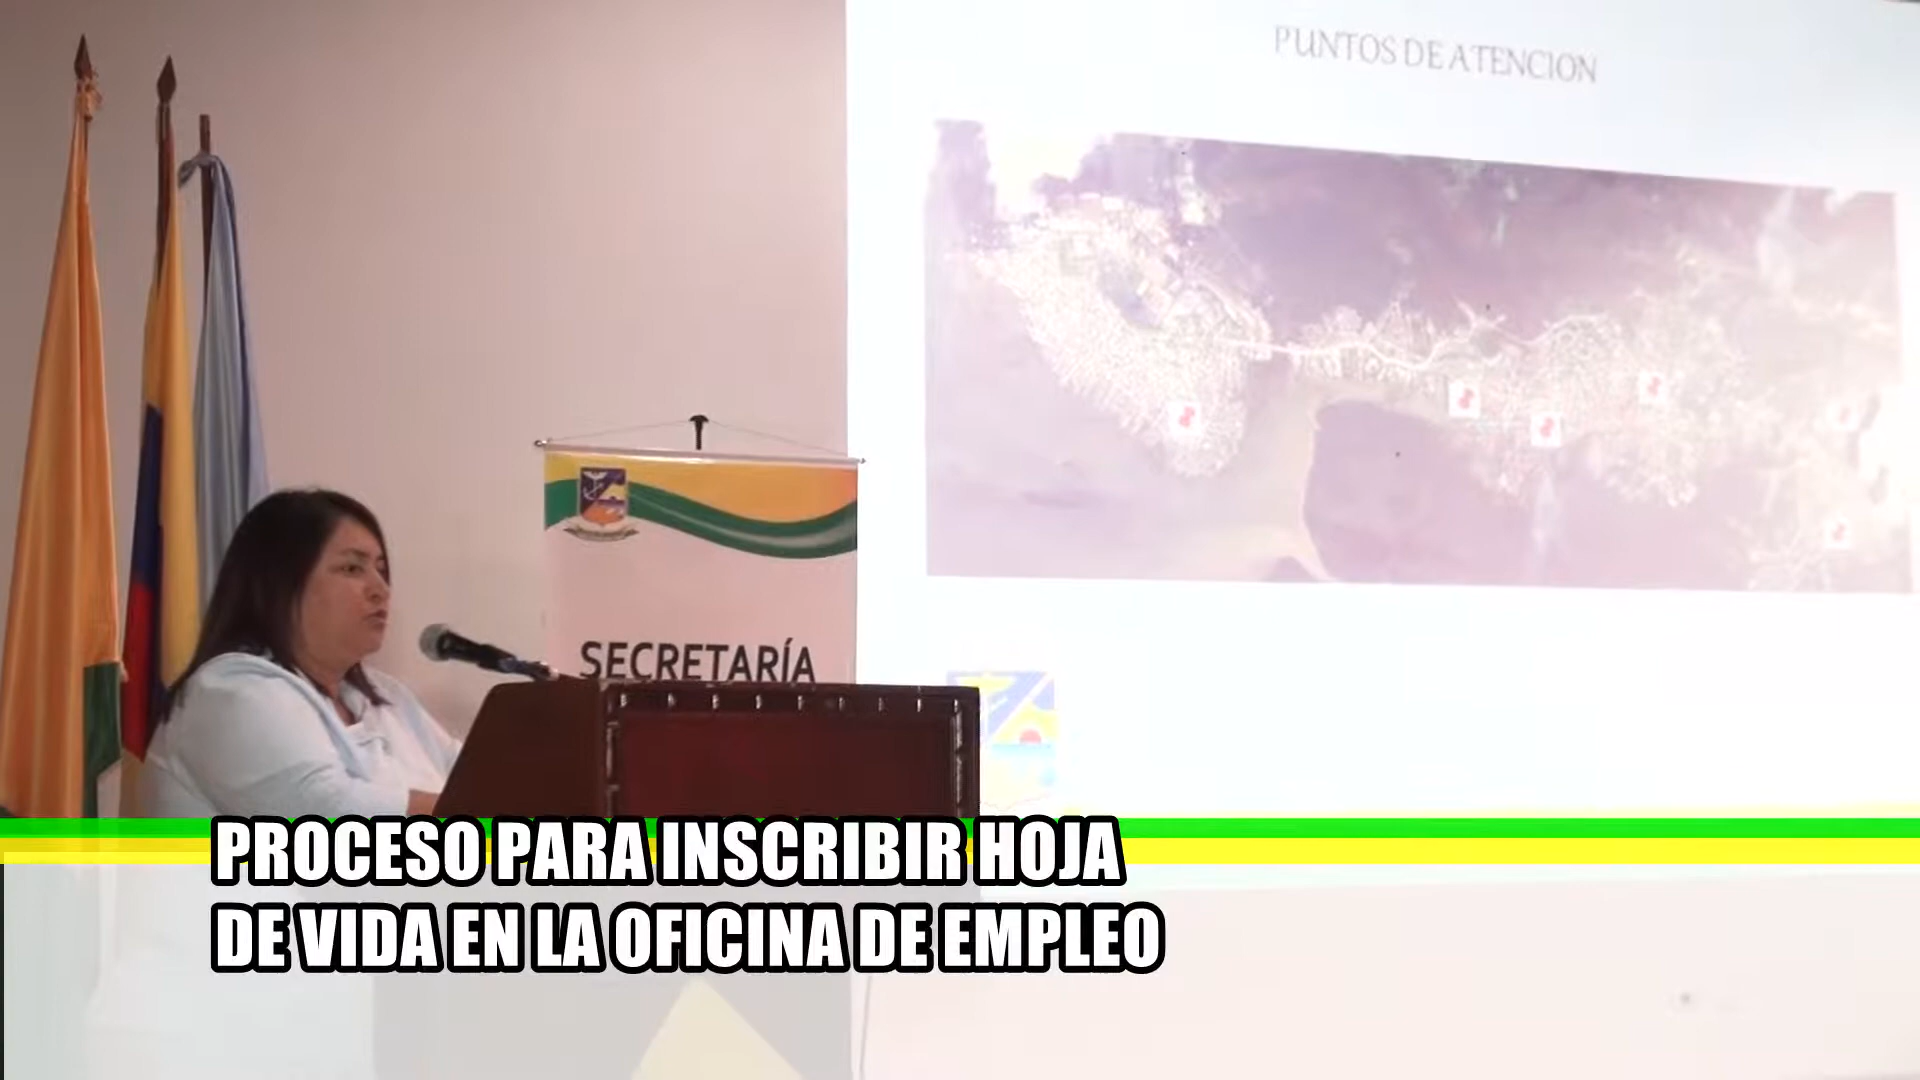 PUNTOS DE ATENCION
SECRETARÍA
PROCESO PARA INSCRIBIR HOJA
DE VIDA EN LA OFICINA DE EMPLEO